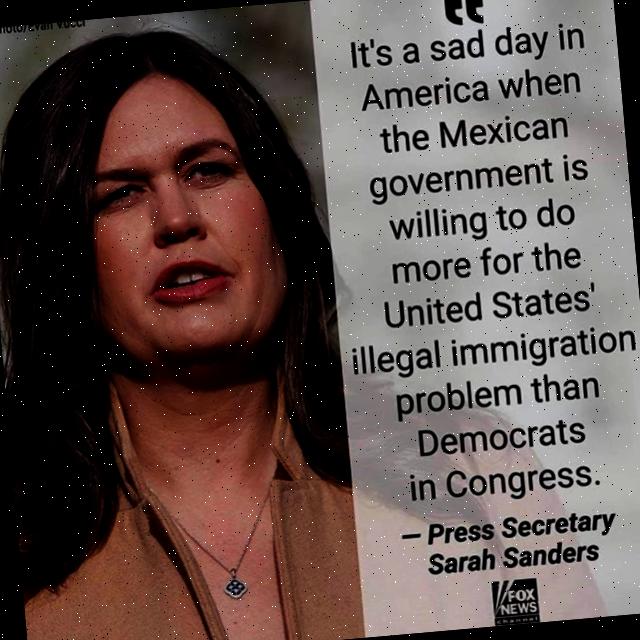 Photo/Evan Vucci
"
It's a sad day in
America when
the Mexican
government is
willing to do
more for the
United States'
illegal immigration
problem than
Democrats
in Congress.
— Press Secretary
Sarah Sanders
FOX
NEWS
channel